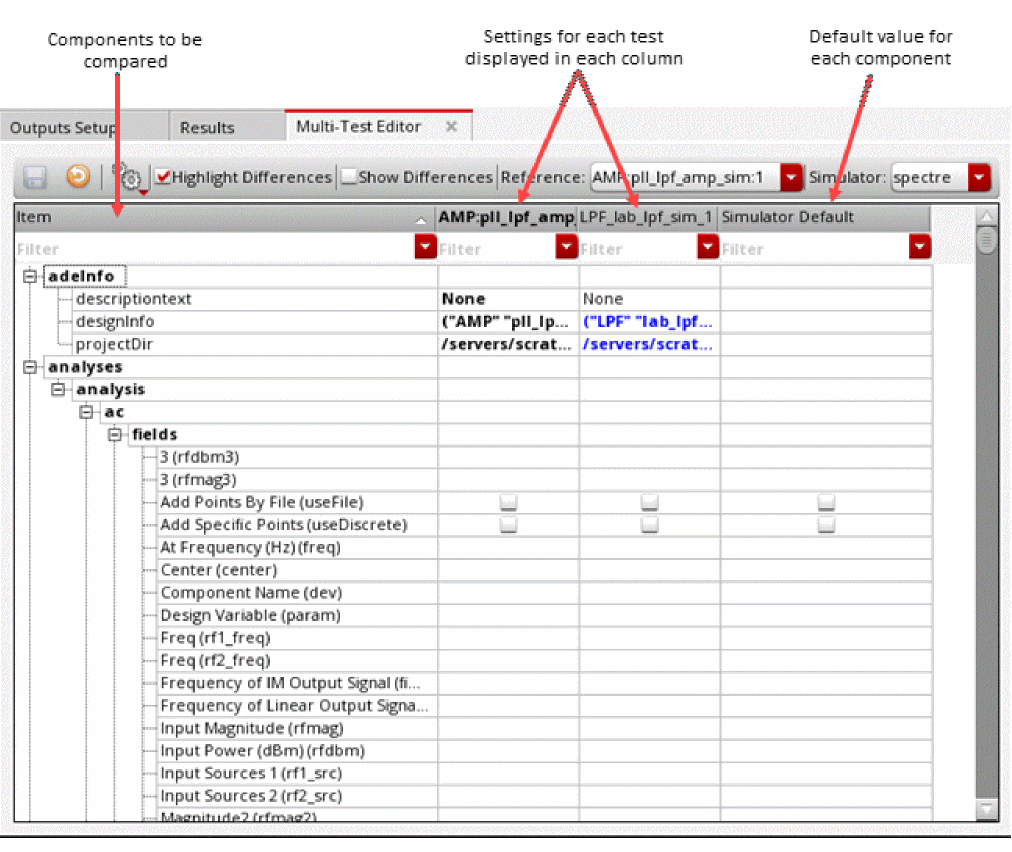 Components to be
compared
Settings for each test
displayed in each column
Default value for
each component
Outputs Setup
Results
Multi-Test Editor
Highlight Differences
Show Differences
Reference:
AMP:pll_lpf_amp_sim:1
Simulator:
spectre
Item
AMP:pll_lpf_amp
LPF_lab_lpf_sim_1
Simulator Default
Filter
Filter
Filter
Filter
adeInfo
descriptiontext None None
designInfo ("AMP" "pll_lp... ("LPF" "lab_lpf...
projectDir /servers/scrat... /servers/scrat...
analyses
analysis
ac
fields
3 (rfdbm3)
3 (rfmag3)
Add Points By File (useFile)
Add Specific Points (useDiscrete)
At Frequency (Hz) (freq)
Center (center)
Component Name (dev)
Design Variable (param)
Freq (rf1_freq)
Freq (rf2_freq)
Frequency of IM Output Signal (fi...
Frequency of Linear Output Signa...
Input Magnitude (rfmag)
Input Power (dBm) (rfdbm)
Input Sources 1 (rf1_src)
Input Sources 2 (rf2_src)
Magnitude2 (rfmag2)